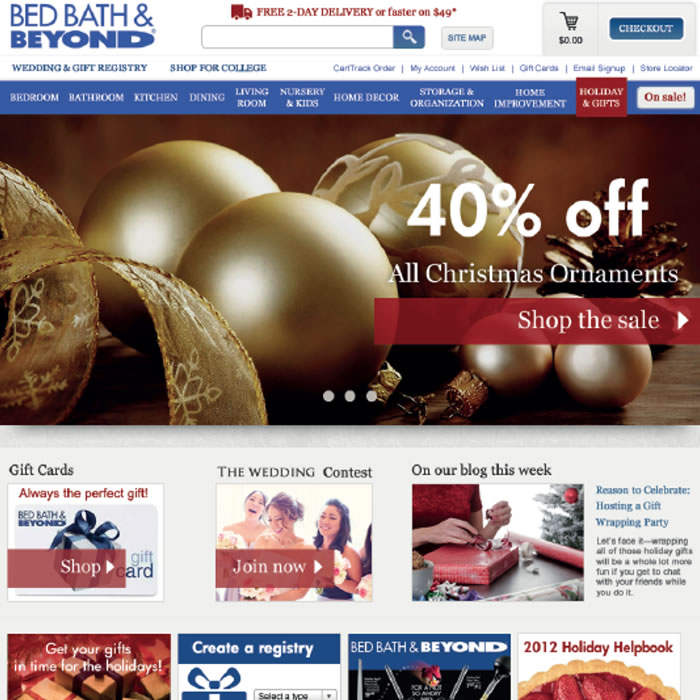 BED BATH &
BEYOND®
FREE 2-DAY DELIVERY or faster on $49*
SITE MAP
$0.00
CHECKOUT
WEDDING & GIFT REGISTRY
SHOP FOR COLLEGE
CartTrack Order | My Account | Wish List | Gift Cards | Email Signup | Store Locator
BEDROOM
BATHROOM
KITCHEN
DINING
LIVING
ROOM
NURSERY
& KIDS
HOME DECOR
STORAGE &
ORGANIZATION
HOME
IMPROVEMENT
HOLIDAY
& GIFTS
On sale!
40% off
All Christmas Ornaments
Shop the sale
Gift Cards
Always the perfect gift!
BED BATH &
BEYOND
gift
card
Shop
THE WEDDING Contest
Join now
On our blog this week
Reason to Celebrate:
Hosting a Gift
Wrapping Party
Let's face it—wrapping
all of those holiday gifts
will be a whole lot more
fun if you get to chat
with your friends while
you do it.
Get your gifts
in time for the holidays!
Create a registry
Select a type
BED BATH & BEYOND
FOR A NOT
SO ANGRY
2012 Holiday Helpbook